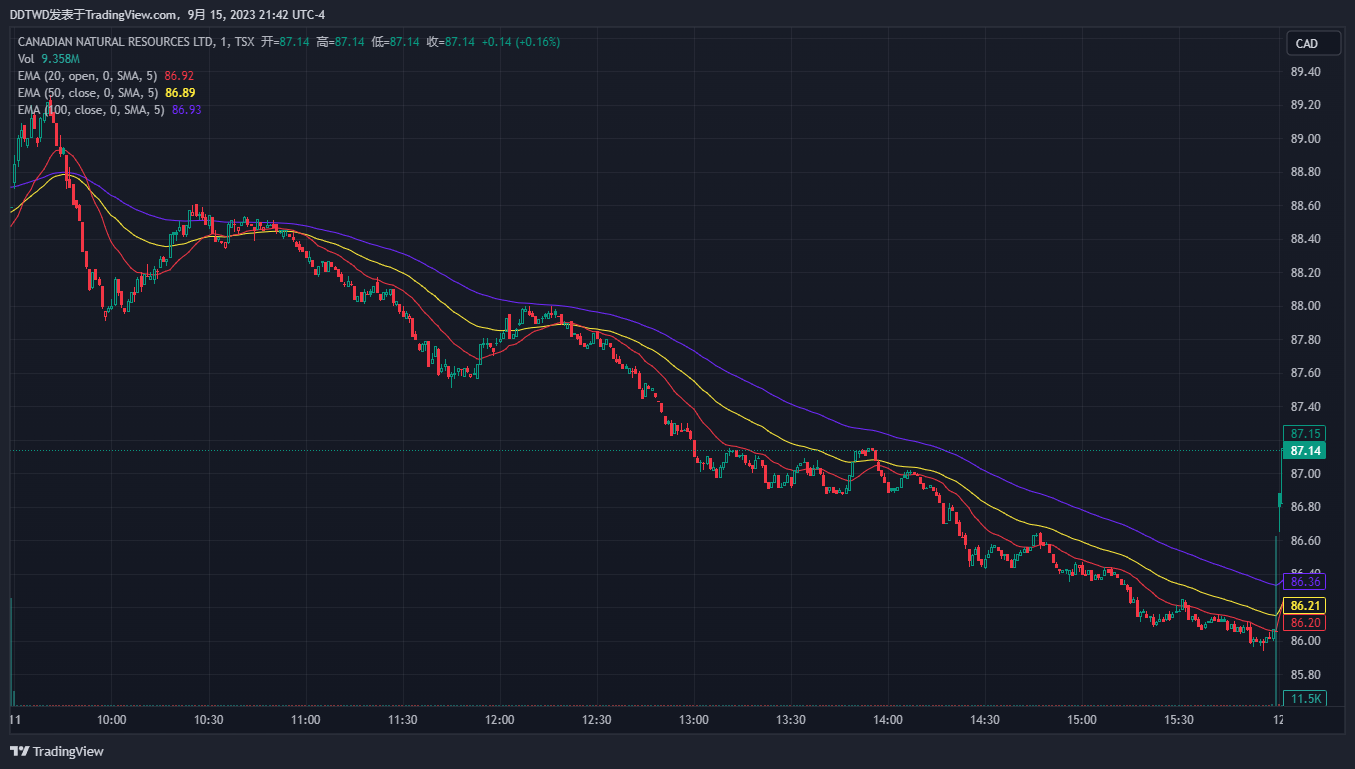 DDTWD发表于TradingView.com，9月 15, 2023 21:42 UTC-4
CANADIAN NATURAL RESOURCES LTD, 1, TSX 开=87.14 高=87.14 低=87.14 收=87.14 +0.14 (+0.16%)
CAD
Vol 9.358M
EMA (20, open, 0, SMA, 5) 86.92
EMA (50, close, 0, SMA, 5) 86.89
EMA (100, close, 0, SMA, 5) 86.93
89.40
89.20
89.00
88.80
88.60
88.40
88.20
88.00
87.80
87.60
87.40
87.15
87.14
87.00
86.80
86.60
86.40
86.36
86.21
86.20
86.00
85.80
11.5K
11 10:00 10:30 11:00 11:30 12:00 12:30 13:00 13:30 14:00 14:30 15:00 15:30 12
TradingView